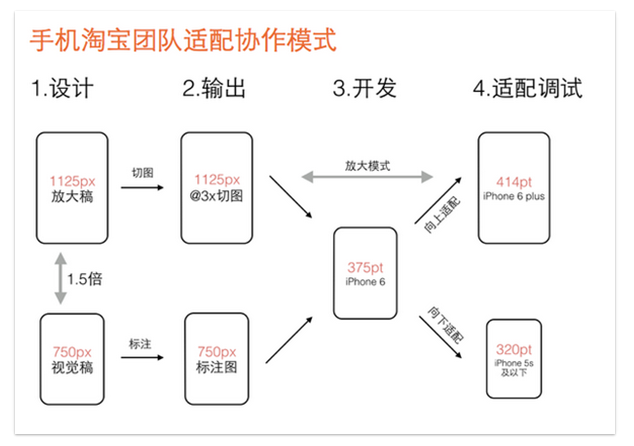 手机淘宝团队适配协作模式
1.设计
2.输出
3.开发
4.适配调试
1125px
放大稿
切图
1125px
@3x切图
放大模式
414pt
iPhone 6 plus
向上适配
1.5倍
375pt
iPhone 6
750px
视觉稿
标注
750px
标注图
向下适配
320pt
iPhone 5s
及以下